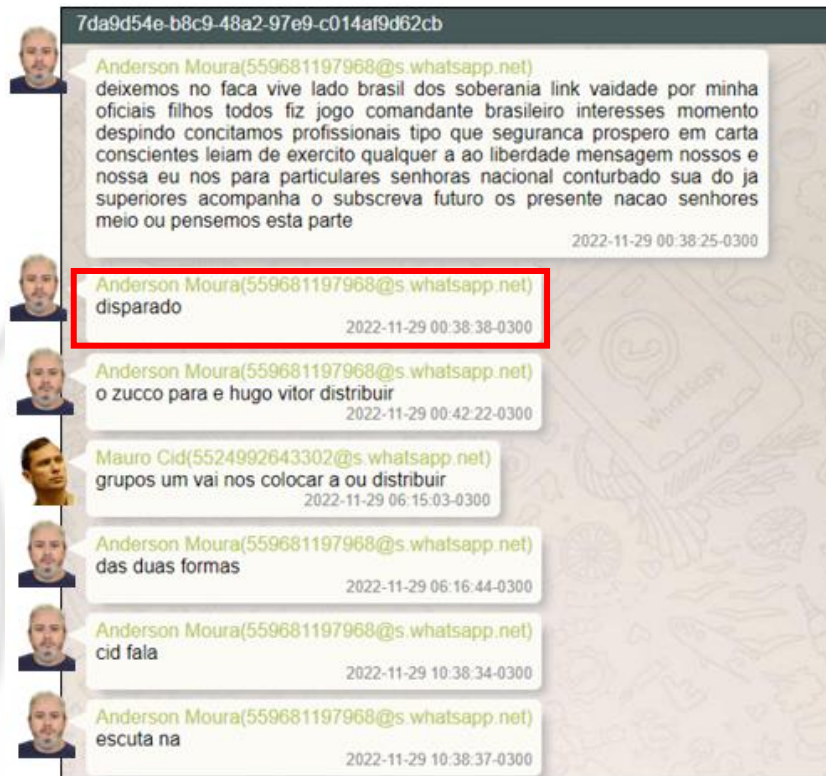 7da9d54e-b8c9-48a2-97e9-c014af9d62cb
Anderson Moura(559681197968@s.whatsapp.net)
deixemos no faca vive lado brasil dos soberania link vaidade por minha
oficiais filhos todos fiz jogo comandante brasileiro interesses momento
despindo concitamos profissionais tipo que seguranca prospero em carta
conscientes leiam de exercito qualquer a ao liberdade mensagem nossos e
nossa eu nos para particulares senhoras nacional conturbado sua do ja
superiores acompanha o subscreva futuro os presente nacao senhores
meio ou pensemos esta parte
2022-11-29 00:38:25-0300
Anderson Moura(559681197968@s.whatsapp.net)
disparado
2022-11-29 00:38:38-0300
Anderson Moura(559681197968@s.whatsapp.net)
o zucco para e hugo vitor distribuir
2022-11-29 00:42:22-0300
Mauro Cid(5524992643302@s.whatsapp.net)
grupos um vai nos colocar a ou distribuir
2022-11-29 06:15:03-0300
Anderson Moura(559681197968@s.whatsapp.net)
das duas formas
2022-11-29 06:16:44-0300
Anderson Moura(559681197968@s.whatsapp.net)
cid fala
2022-11-29 10:38:34-0300
Anderson Moura(559681197968@s.whatsapp.net)
escuta na
2022-11-29 10:38:37-0300
WhatsApp